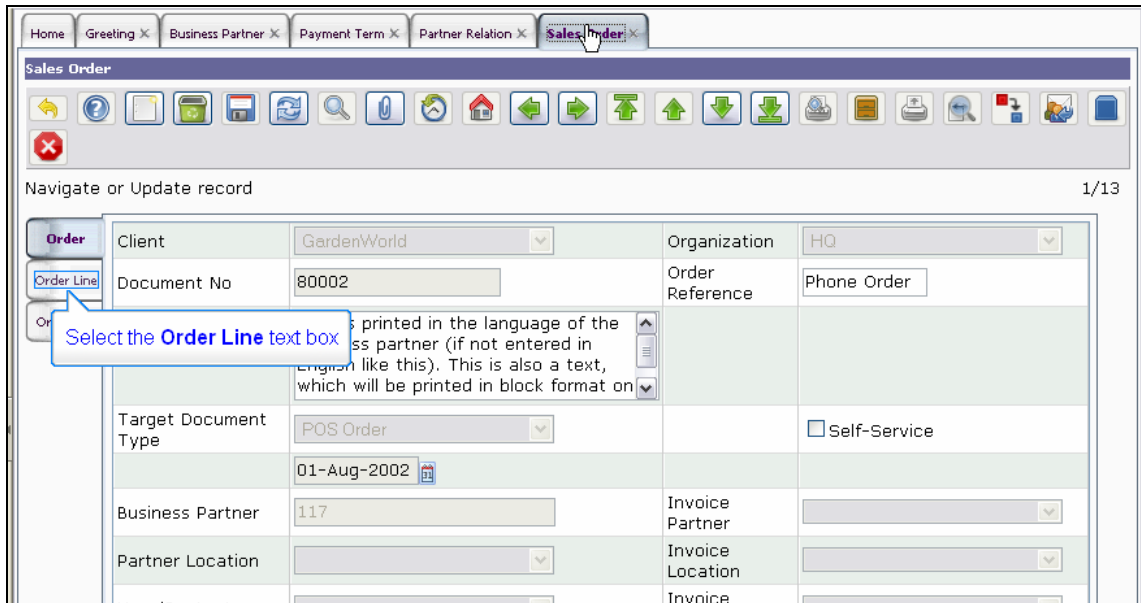 Home Greeting Business Partner Payment Term Partner Relation Sales Order
Sales Order
Navigate or Update record 1/13
Order
Client GardenWorld Organization HQ
Order Line
Document No 80002 Order Reference Phone Order
Select the Order Line text box
printed in the language of the
ss partner (if not entered in
English like this). This is also a text,
which will be printed in block format on
Target Document Type POS Order Self-Service
01-Aug-2002
Business Partner 117 Invoice Partner
Partner Location Invoice Location
Invoice